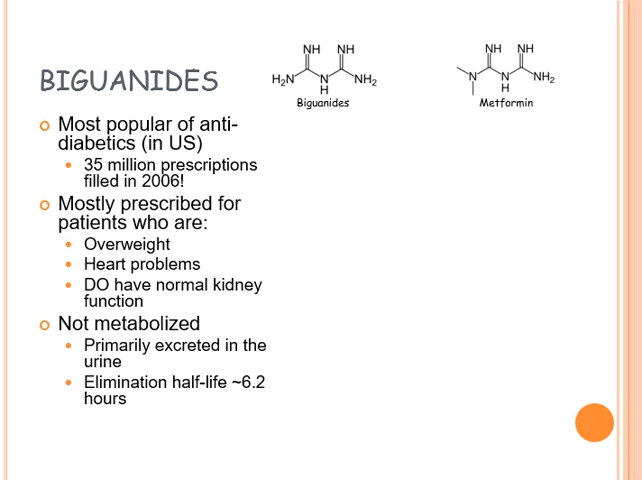 BIGUANIDES
NH NH
H₂N N NH₂
H
Biguanides
NH NH
N N NH₂
H
Metformin
Most popular of anti-
diabetics (in US)
35 million prescriptions
filled in 2006!
Mostly prescribed for
patients who are:
Overweight
Heart problems
DO have normal kidney
function
Not metabolized
Primarily excreted in the
urine
Elimination half-life ~6.2
hours